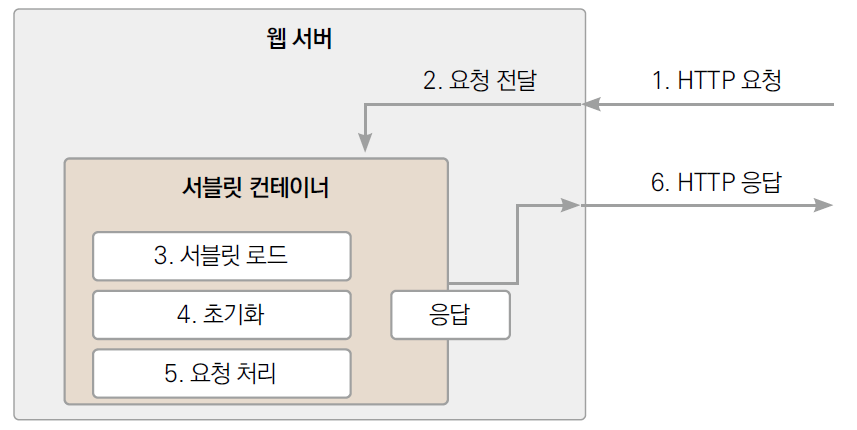 웹 서버
2. 요청 전달
1. HTTP 요청
서블릿 컨테이너
6. HTTP 응답
3. 서블릿 로드
4. 초기화
응답
5. 요청 처리